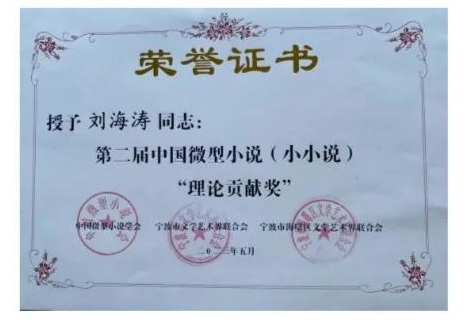 荣誉证书
授予刘海涛同志：
第二届中国微型小说（小小说）
“理论贡献奖”
中国微型小说学会 宁波市文学艺术界联合会 宁波市海曙区文学艺术界联合会
二〇二三年五月